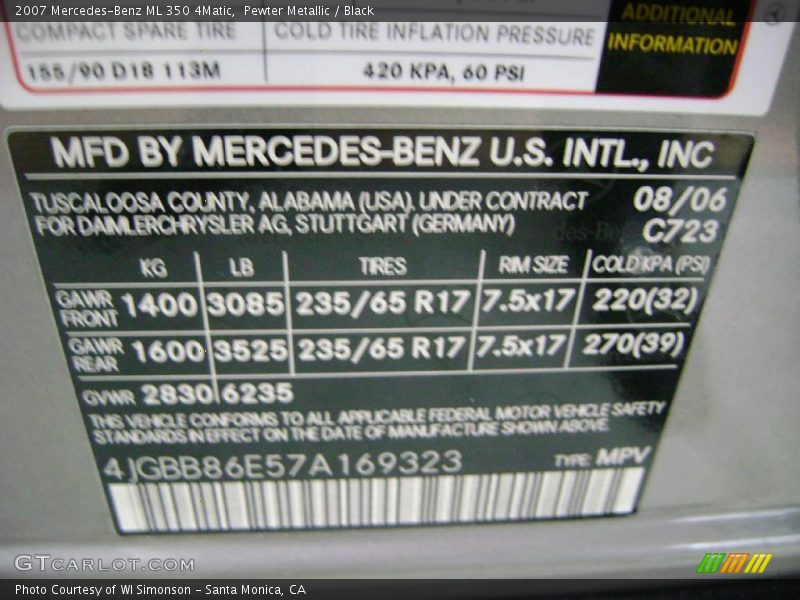 2007 Mercedes-Benz ML 350 4Matic,  Pewter Metallic / Black
COMPACT SPARE TIRE COLD TIRE INFLATION PRESSURE
ADDITIONAL
INFORMATION
155/90 D18 113M 420 KPA, 60 PSI
MFD BY MERCEDES-BENZ U.S. INTL., INC
TUSCALOOSA COUNTY, ALABAMA (USA). UNDER CONTRACT 08/06
FOR DAIMLERCHRYSLER AG, STUTTGART (GERMANY) C723
KG LB TIRES RIM SIZE COLD KPA (PSI)
GAWR FRONT 1400 3085 235/65 R17 7.5x17 220(32)
GAWR REAR 1600 3525 235/65 R17 7.5x17 270(39)
GVWR 2830 6235
THIS VEHICLE CONFORMS TO ALL APPLICABLE FEDERAL MOTOR VEHICLE SAFETY
STANDARDS IN EFFECT ON THE DATE OF MANUFACTURE SHOWN ABOVE.
4JGBB86E57A169323 TYPE: MPV
GTCARLOT.COM
Photo Courtesy of WI Simonson - Santa Monica, CA